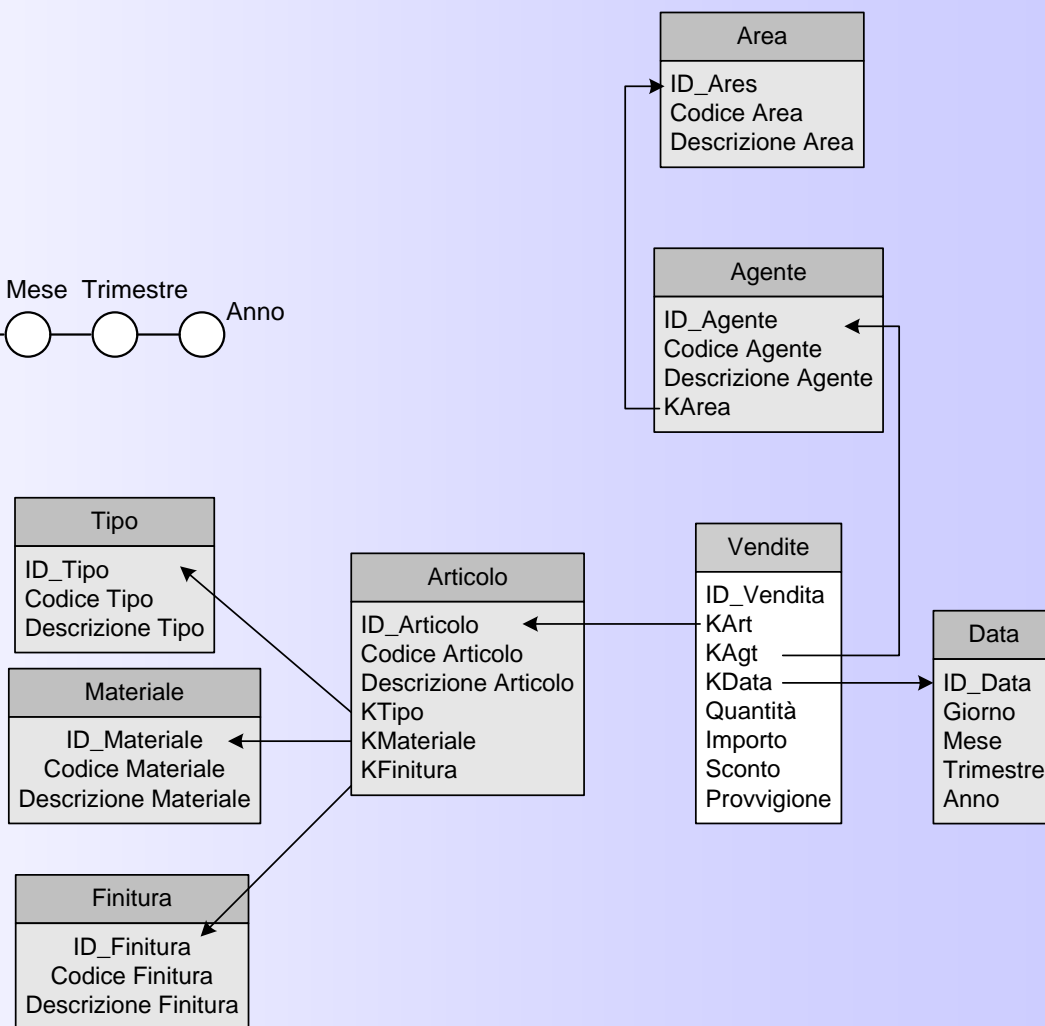 Area
ID_Ares
Codice Area
Descrizione Area
Mese Trimestre
Anno
Agente
ID_Agente
Codice Agente
Descrizione Agente
KArea
Tipo
ID_Tipo
Codice Tipo
Descrizione Tipo
Materiale
ID_Materiale
Codice Materiale
Descrizione Materiale
Finitura
ID_Finitura
Codice Finitura
Descrizione Finitura
Articolo
ID_Articolo
Codice Articolo
Descrizione Articolo
KTipo
KMateriale
KFinitura
Vendite
ID_Vendita
KArt
KAgt
KData
Quantità
Importo
Sconto
Provvigione
Data
ID_Data
Giorno
Mese
Trimestre
Anno